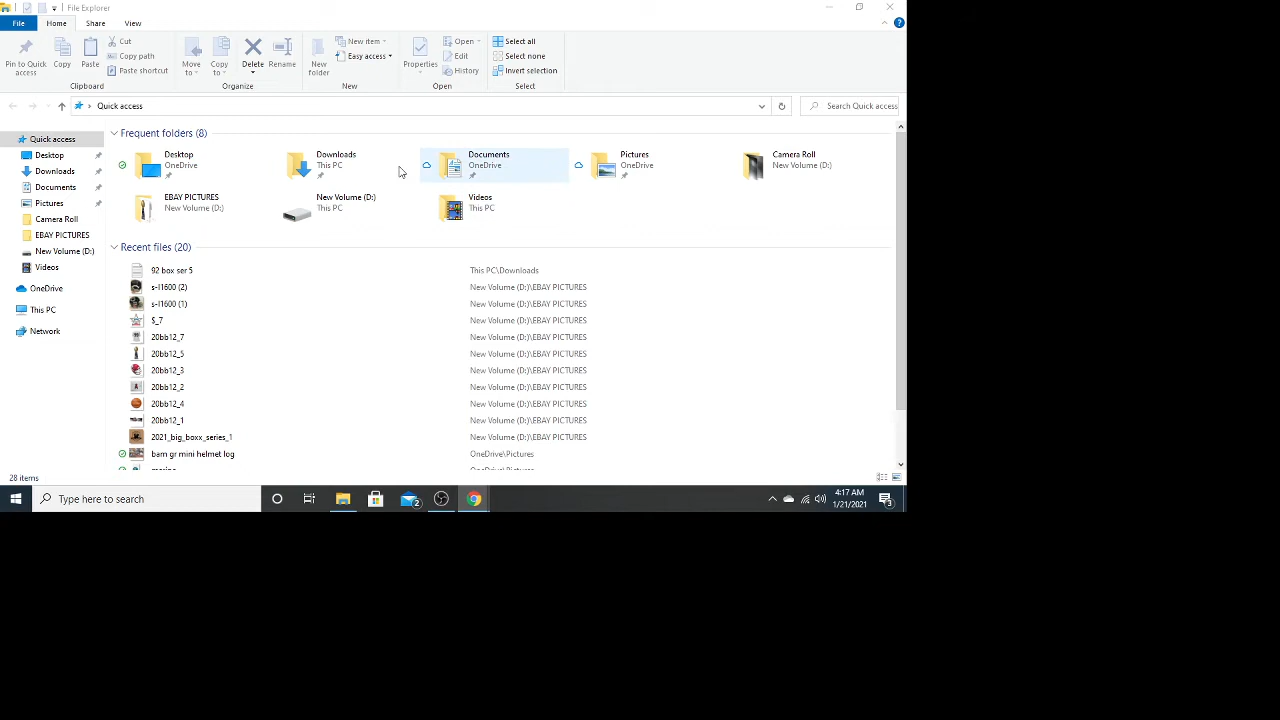 File Explorer
File Home Share View
Pin to Quick access
Copy
Paste
Cut
Copy path
Paste shortcut
Clipboard
Move to
Copy to
Delete
Rename
Organize
New folder
New item
Easy access
New
Properties
Open
Edit
History
Open
Select all
Select none
Invert selection
Select
Quick access
Search Quick access
Quick access
Desktop
Downloads
Documents
Pictures
Camera Roll
EBAY PICTURES
New Volume (D:)
Videos
OneDrive
This PC
Network
Frequent folders (8)
Desktop
OneDrive
Downloads
This PC
Documents
OneDrive
Pictures
OneDrive
Camera Roll
New Volume (D:)
EBAY PICTURES
New Volume (D:)
New Volume (D:)
This PC
Videos
This PC
Recent files (20)
92 box ser 5 This PC\Downloads
s-l1600 (2) New Volume (D:)\EBAY PICTURES
s-l1600 (1) New Volume (D:)\EBAY PICTURES
$_7 New Volume (D:)\EBAY PICTURES
20bb12_7 New Volume (D:)\EBAY PICTURES
20bb12_5 New Volume (D:)\EBAY PICTURES
20bb12_3 New Volume (D:)\EBAY PICTURES
20bb12_2 New Volume (D:)\EBAY PICTURES
20bb12_4 New Volume (D:)\EBAY PICTURES
20bb12_1 New Volume (D:)\EBAY PICTURES
2021_big_boxx_series_1 New Volume (D:)\EBAY PICTURES
bam gr mini helmet log OneDrive\Pictures
28 items
Type here to search
2
4:17 AM
1/21/2021
3